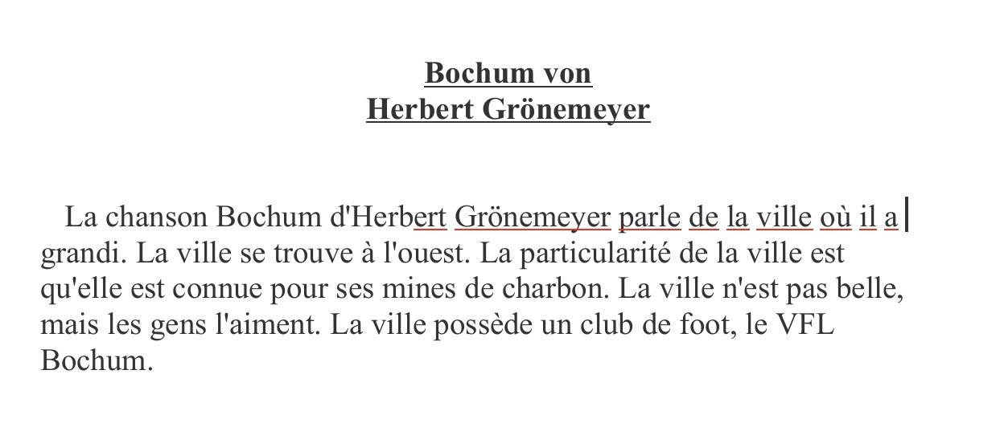 Bochum von
Herbert Grönemeyer
La chanson Bochum d'Herbert Grönemeyer parle de la ville où il a
grandi. La ville se trouve à l'ouest. La particularité de la ville est
qu'elle est connue pour ses mines de charbon. La ville n'est pas belle,
mais les gens l'aiment. La ville possède un club de foot, le VFL
Bochum.